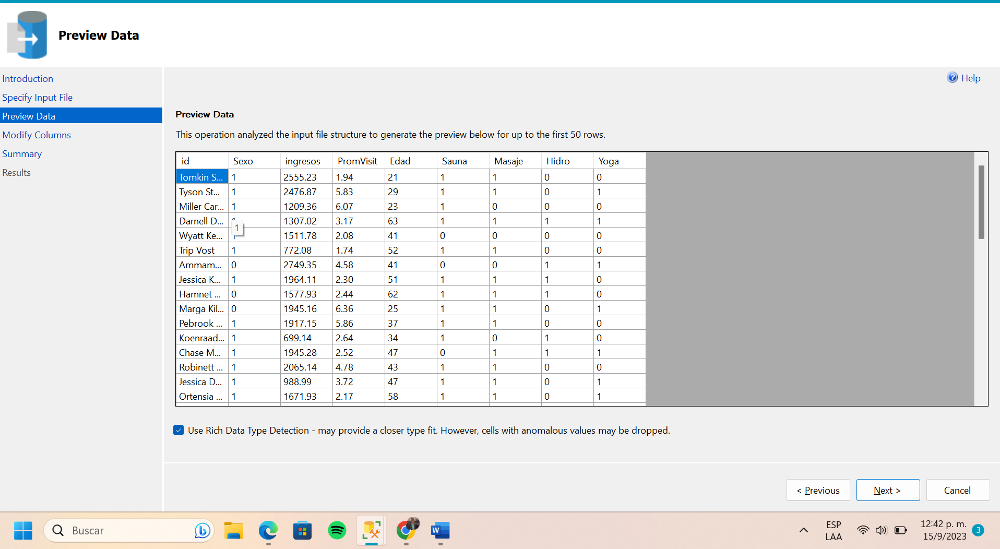 Preview Data
Introduction
Specify Input File
Preview Data
Modify Columns
Summary
Results
Help
Preview Data
This operation analyzed the input file structure to generate the preview below for up to the first 50 rows.
id Sexo ingresos PromVisit Edad Sauna Masaje Hidro Yoga
Tomkin S... 1 2555.23 1.94 21 1 1 0 0
Tyson St... 1 2476.87 5.83 29 1 1 0 1
Miller Car... 1 1209.36 6.07 23 1 0 0 0
Darnell D... 1307.02 3.17 63 1 1 1 1
1
Wyatt Ke... 1511.78 2.08 41 0 0 0 0
Trip Vost 1 772.08 1.74 52 1 1 0 0
Ammam... 0 2749.35 4.58 41 0 0 1 1
Jessica K... 1 1964.11 2.30 51 1 1 1 0
Hamnet ... 0 1577.93 2.44 62 1 1 1 0
Marga Kil... 0 1945.16 6.36 25 1 1 0 1
Pebrook ... 1 1917.15 5.86 37 1 1 0 0
Koenraad... 1 699.14 2.64 34 1 0 1 0
Chase M... 1 1945.28 2.52 47 0 1 1 1
Robinett ... 1 2065.14 4.78 43 1 1 0 0
Jessica D... 1 988.99 3.72 47 1 1 0 1
Ortensia ... 1 1671.93 2.17 58 1 1 0 1
Use Rich Data Type Detection - may provide a closer type fit. However, cells with anomalous values may be dropped.
< Previous Next > Cancel
Buscar
ESP
LAA
12:42 p. m.
15/9/2023
3